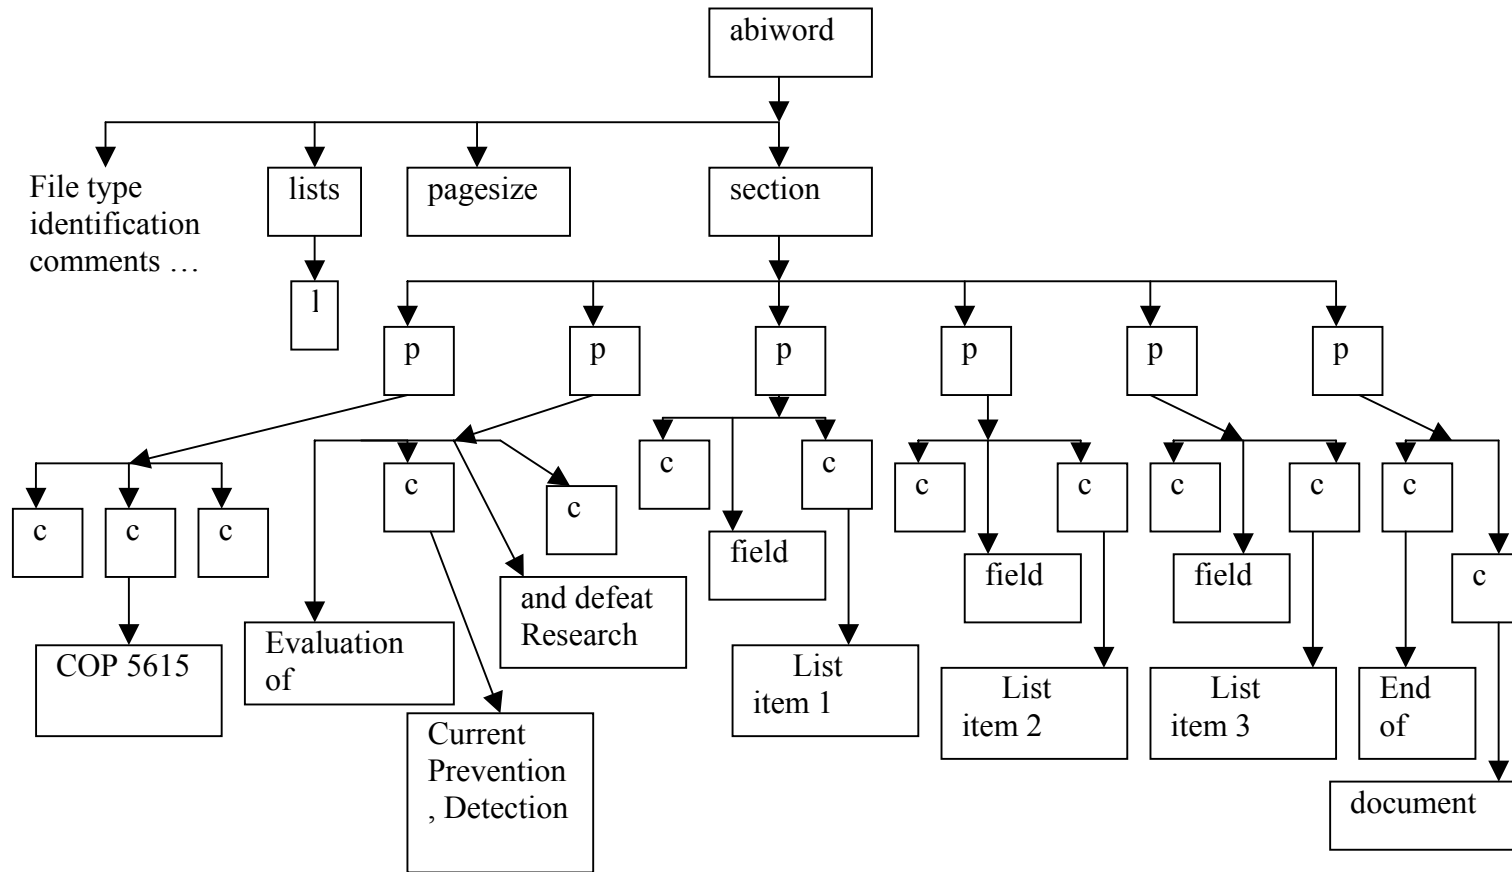 abiword
File type
identification
comments …
lists
pagesize
section
l
p
p
p
p
p
p
c
c
c
c
c
c
c
c
c
c
c
c
c
field
field
field
COP 5615
Evaluation
of
Current
Prevention
, Detection
and defeat
Research
List
item 1
List
item 2
List
item 3
End
of
document